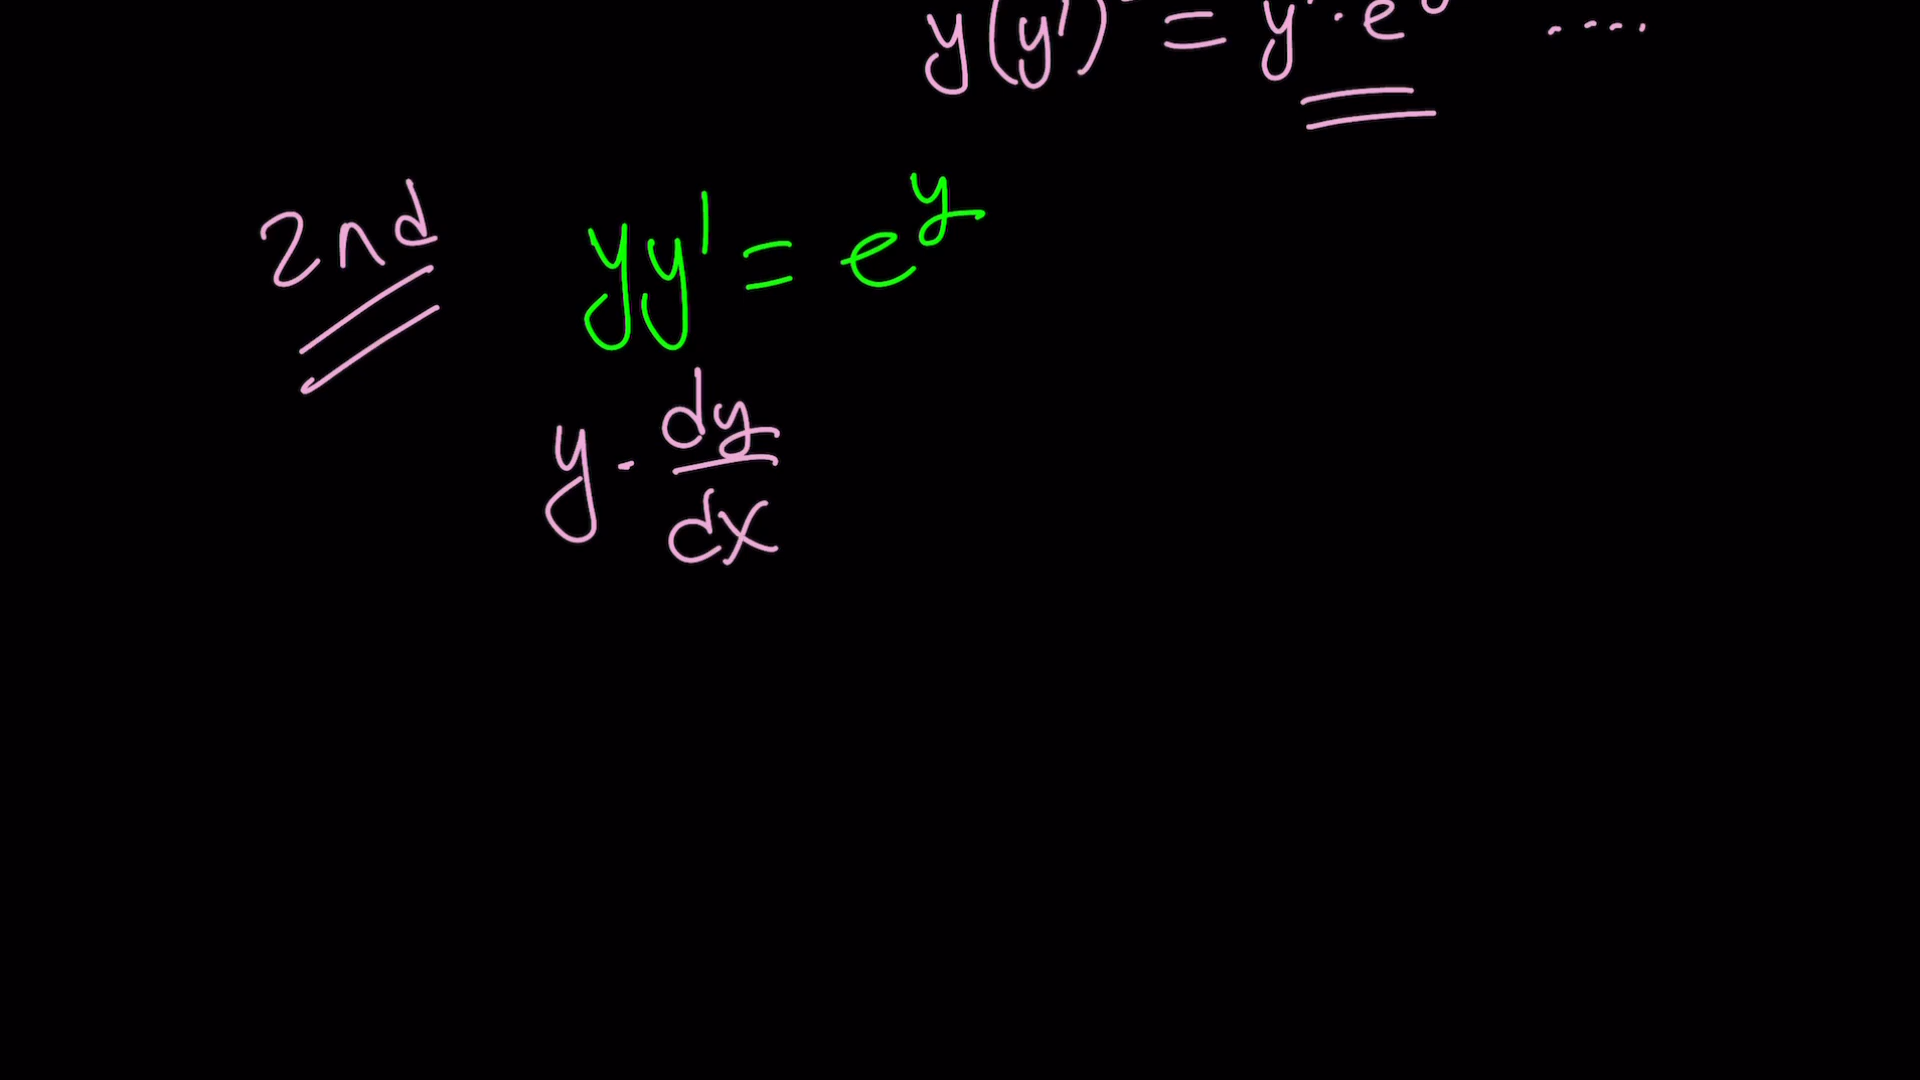 y(y') = y' · e^y ....
2nd yy' = e^y
y · dy/dx